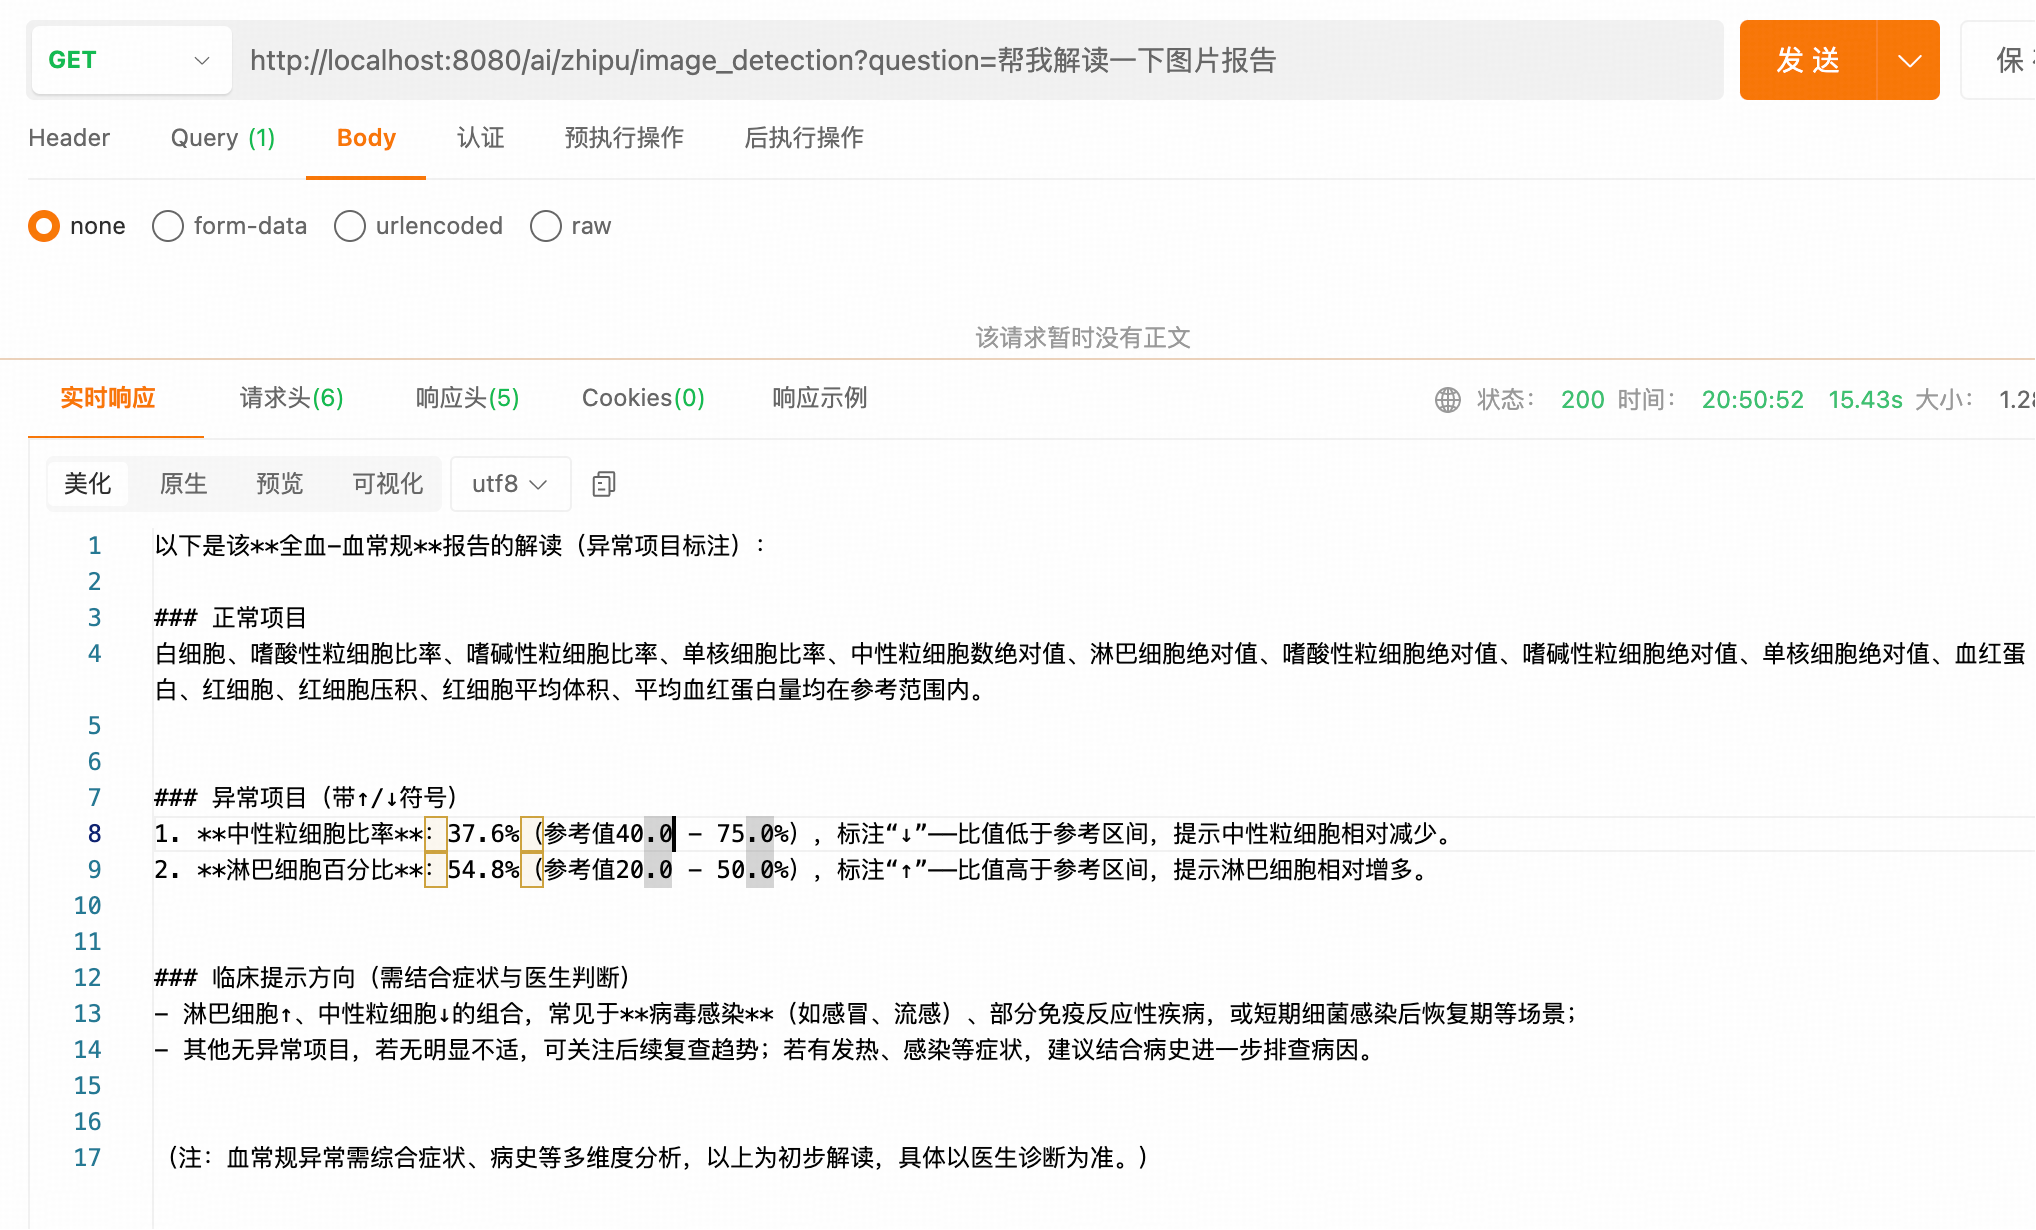 GET http://localhost:8080/ai/zhipu/image_detection?question=帮我解读一下图片报告 发 送
Header Query (1) Body 认证 预执行操作 后执行操作
none form-data urlencoded raw
该请求暂时没有正文
实时响应 请求头(6) 响应头(5) Cookies(0) 响应示例 状态： 200 时间： 20:50:52 15.43s 大小：
美化 原生 预览 可视化 utf8
1 以下是该**全血-血常规**报告的解读（异常项目标注）：
2
3 ### 正常项目
4 白细胞、嗜酸性粒细胞比率、嗜碱性粒细胞比率、单核细胞比率、中性粒细胞数绝对值、淋巴细胞绝对值、嗜酸性粒细胞绝对值、嗜碱性粒细胞绝对值、单核细胞绝对值、血红蛋
白、红细胞、红细胞压积、红细胞平均体积、平均血红蛋白量均在参考范围内。
5
6
7 ### 异常项目（带↑/↓符号）
8 1. **中性粒细胞比率**：37.6%（参考值40.0 - 75.0%），标注“↓”——比值低于参考区间，提示中性粒细胞相对减少。
9 2. **淋巴细胞百分比**：54.8%（参考值20.0 - 50.0%），标注“↑”——比值高于参考区间，提示淋巴细胞相对增多。
10
11
12 ### 临床提示方向（需结合症状与医生判断）
13 - 淋巴细胞↑、中性粒细胞↓的组合，常见于**病毒感染**（如感冒、流感）、部分免疫反应性疾病，或短期细菌感染后恢复期等场景；
14 - 其他无异常项目，若无明显不适，可关注后续复查趋势；若有发热、感染等症状，建议结合病史进一步排查病因。
15
16
17 （注：血常规异常需综合症状、病史等多维度分析，以上为初步解读，具体以医生诊断为准。）